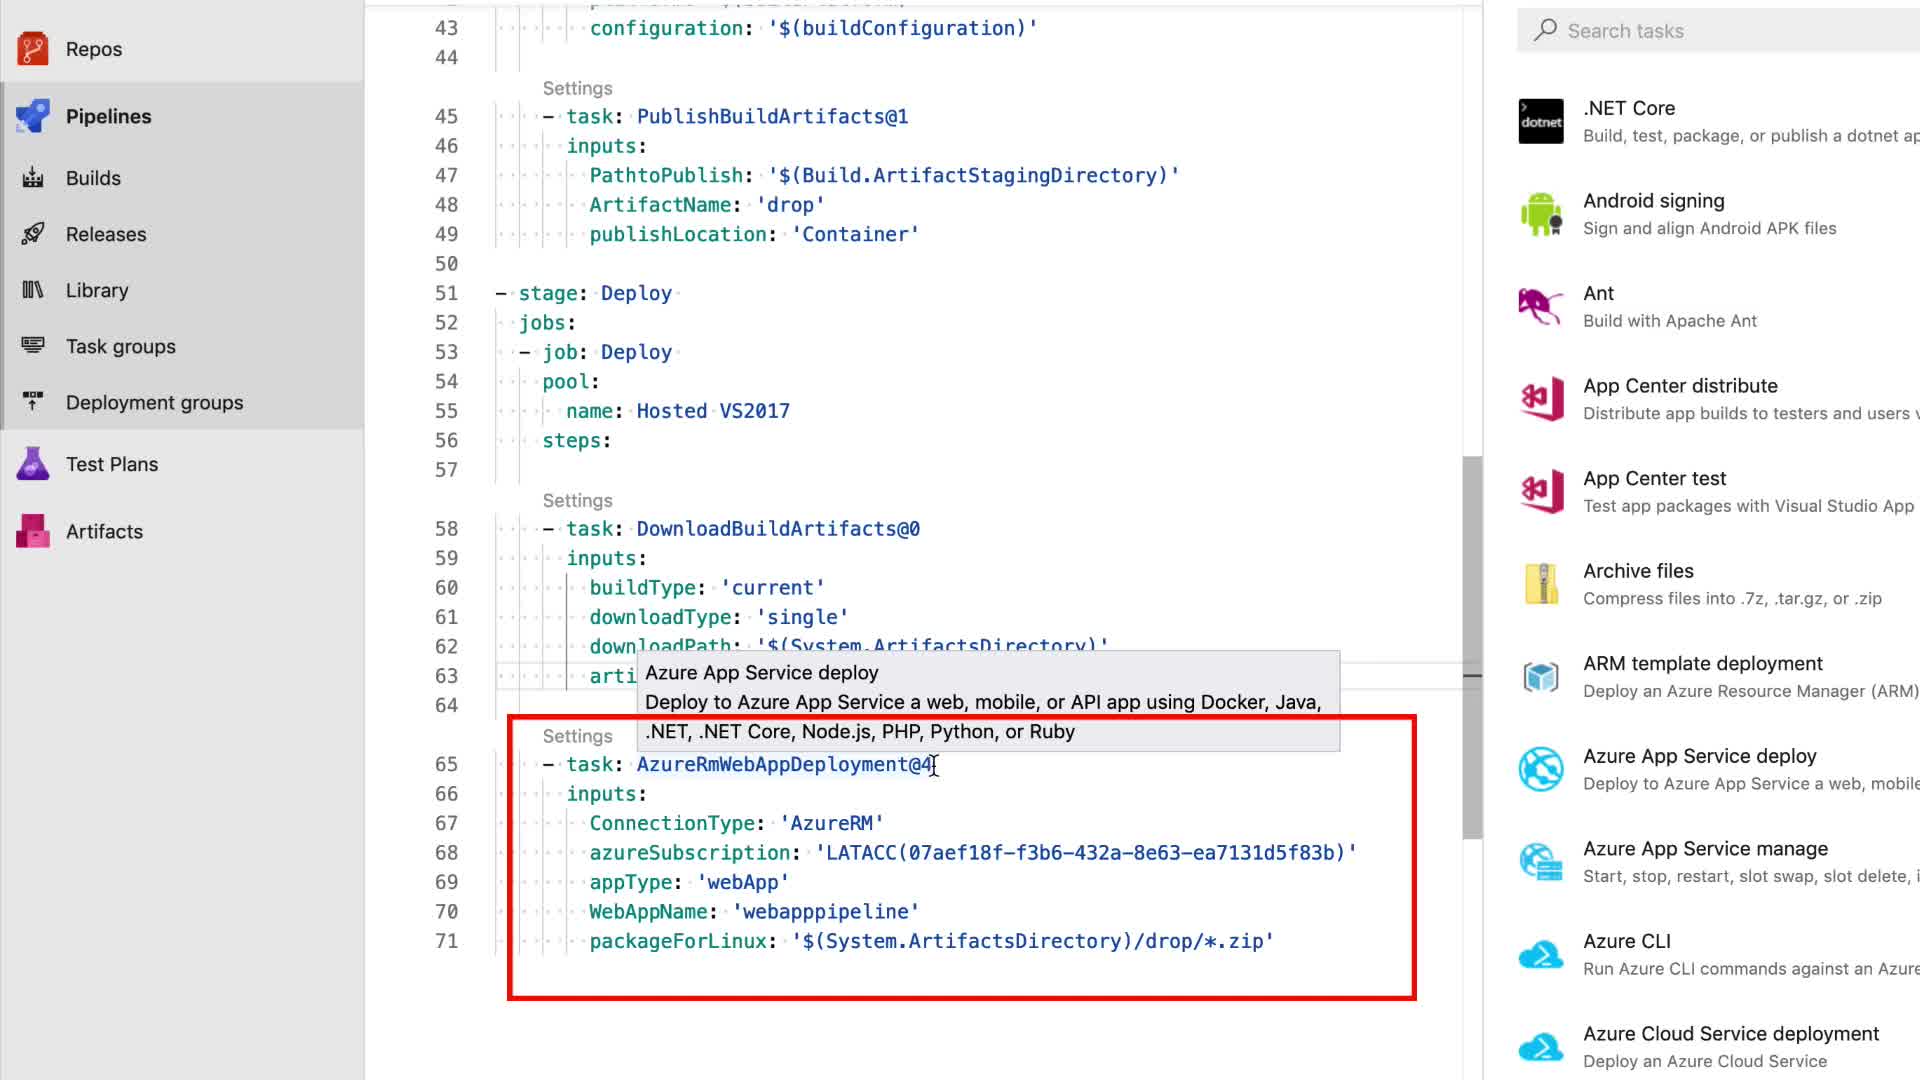 Repos
Pipelines
Builds
Releases
Library
Task groups
Deployment groups
Test Plans
Artifacts
43 configuration: '$(buildConfiguration)'
44
Settings
45 - task: PublishBuildArtifacts@1
46 inputs:
47 PathtoPublish: '$(Build.ArtifactStagingDirectory)'
48 ArtifactName: 'drop'
49 publishLocation: 'Container'
50
51 - stage: Deploy
52 jobs:
53 - job: Deploy
54 pool:
55 name: Hosted VS2017
56 steps:
57
Settings
58 - task: DownloadBuildArtifacts@0
59 inputs:
60 buildType: 'current'
61 downloadType: 'single'
62 downloadPath: '$(System.ArtifactsDirectory)'
63 arti
Azure App Service deploy
Deploy to Azure App Service a web, mobile, or API app using Docker, Java,
.NET, .NET Core, Node.js, PHP, Python, or Ruby
64
Settings
65 - task: AzureRmWebAppDeployment@4
66 inputs:
67 ConnectionType: 'AzureRM'
68 azureSubscription: 'LATACC(07aef18f-f3b6-432a-8e63-ea7131d5f83b)'
69 appType: 'webApp'
70 WebAppName: 'webapppipeline'
71 packageForLinux: '$(System.ArtifactsDirectory)/drop/*.zip'
Search tasks
dotnet
.NET Core
Build, test, package, or publish a dotnet ap
Android signing
Sign and align Android APK files
Ant
Build with Apache Ant
App Center distribute
Distribute app builds to testers and users v
App Center test
Test app packages with Visual Studio App
Archive files
Compress files into .7z, .tar.gz, or .zip
ARM template deployment
Deploy an Azure Resource Manager (ARM)
Azure App Service deploy
Deploy to Azure App Service a web, mobile
Azure App Service manage
Start, stop, restart, slot swap, slot delete, i
Azure CLI
Run Azure CLI commands against an Azure
Azure Cloud Service deployment
Deploy an Azure Cloud Service